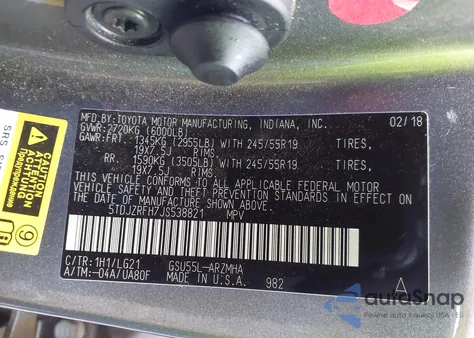 MFD.BY: TOYOTA MOTOR MANUFACTURING, INDIANA, INC. 02/18
GVWR: 2720KG (6000LB)
GAWR: FRT. 1345KG (2955LB) WITH 245/55R19 TIRES,
19X7.5J RIMS
RR. 1590KG (3505LB) WITH 245/55R19 TIRES,
19X7.5J RIMS
THIS VEHICLE CONFORMS TO ALL APPLICABLE FEDERAL MOTOR
VEHICLE SAFETY, BUMPER AND THEFT PREVENTION STANDARDS
IN EFFECT ON THE DATE OF MANUFACTURE SHOWN ABOVE.
5TDJZRFH7JS538821 MPV
C/TR: 1H1/LG21 GSU55L-ARZMHA
A/TM: -04A/UA80F MADE IN U.S.A. 982 A
CAUTION
ATTENTION
SRS
autoSnap